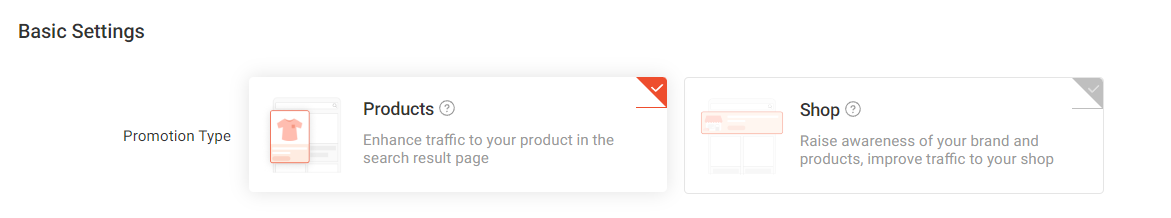 Basic Settings
Promotion Type
Products
Enhance traffic to your product in the
search result page
Shop
Raise awareness of your brand and
products, improve traffic to your shop